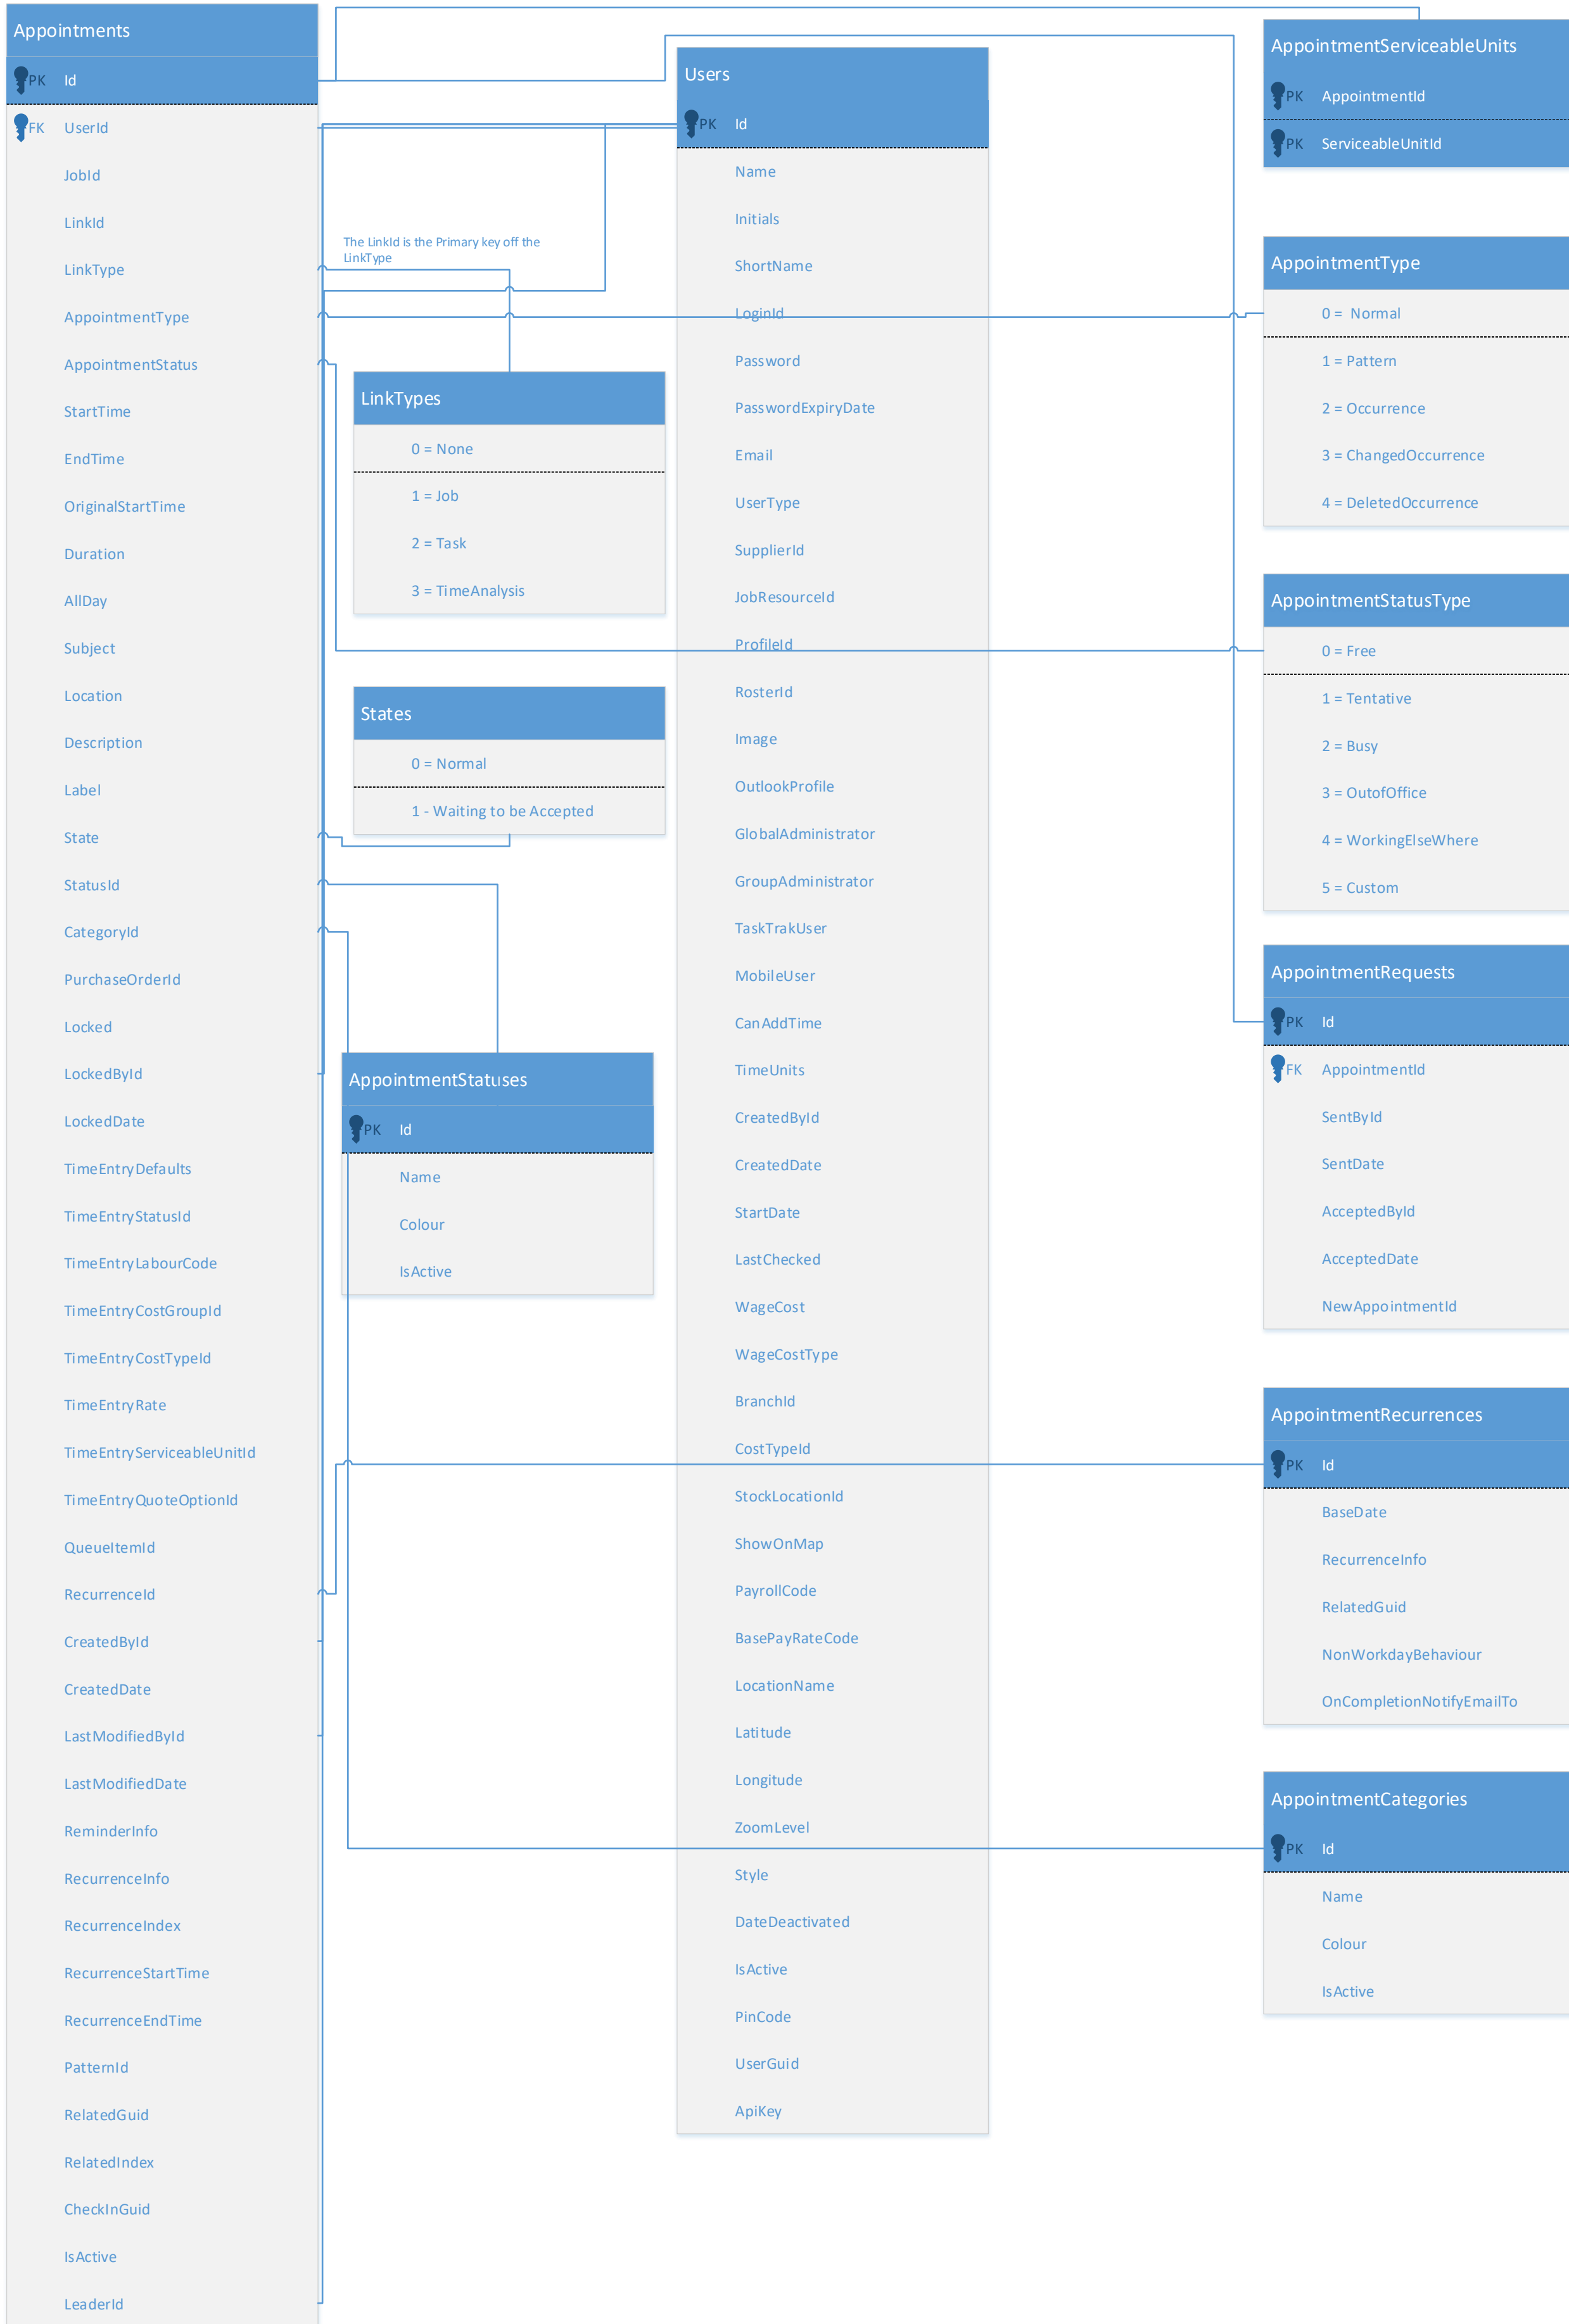 Appointments
PK Id
FK UserId
JobId
LinkId
LinkType
AppointmentType
AppointmentStatus
StartTime
EndTime
OriginalStartTime
Duration
AllDay
Subject
Location
Description
Label
State
StatusId
CategoryId
PurchaseOrderId
Locked
LockedById
LockedDate
TimeEntryDefaults
TimeEntryStatusId
TimeEntryLabourCode
TimeEntryCostGroupId
TimeEntryCostTypeId
TimeEntryRate
TimeEntryServiceableUnitId
TimeEntryQuoteOptionId
QueueItemId
RecurrenceId
CreatedById
CreatedDate
LastModifiedById
LastModifiedDate
ReminderInfo
RecurrenceInfo
RecurrenceIndex
RecurrenceStartTime
RecurrenceEndTime
PatternId
RelatedGuid
RelatedIndex
CheckInGuid
IsActive
LeaderId
The LinkId is the Primary key off the
LinkType
LinkTypes
0 = None
1 = Job
2 = Task
3 = TimeAnalysis
States
0 = Normal
1 - Waiting to be Accepted
AppointmentStatuses
PK Id
Name
Colour
IsActive
Users
PK Id
Name
Initials
ShortName
LoginId
Password
PasswordExpiryDate
Email
UserType
SupplierId
JobResourceId
ProfileId
RosterId
Image
OutlookProfile
GlobalAdministrator
GroupAdministrator
TaskTrakUser
MobileUser
CanAddTime
TimeUnits
CreatedById
CreatedDate
StartDate
LastChecked
WageCost
WageCostType
BranchId
CostTypeId
StockLocationId
ShowOnMap
PayrollCode
BasePayRateCode
LocationName
Latitude
Longitude
ZoomLevel
Style
DateDeactivated
IsActive
PinCode
UserGuid
ApiKey
AppointmentServiceableUnits
PK AppointmentId
PK ServiceableUnitId
AppointmentType
0 = Normal
1 = Pattern
2 = Occurrence
3 = ChangedOccurrence
4 = DeletedOccurrence
AppointmentStatusType
0 = Free
1 = Tentative
2 = Busy
3 = OutofOffice
4 = WorkingElseWhere
5 = Custom
AppointmentRequests
PK Id
FK AppointmentId
SentById
SentDate
AcceptedById
AcceptedDate
NewAppointmentId
AppointmentRecurrences
PK Id
BaseDate
RecurrenceInfo
RelatedGuid
NonWorkdayBehaviour
OnCompletionNotifyEmailTo
AppointmentCategories
PK Id
Name
Colour
IsActive